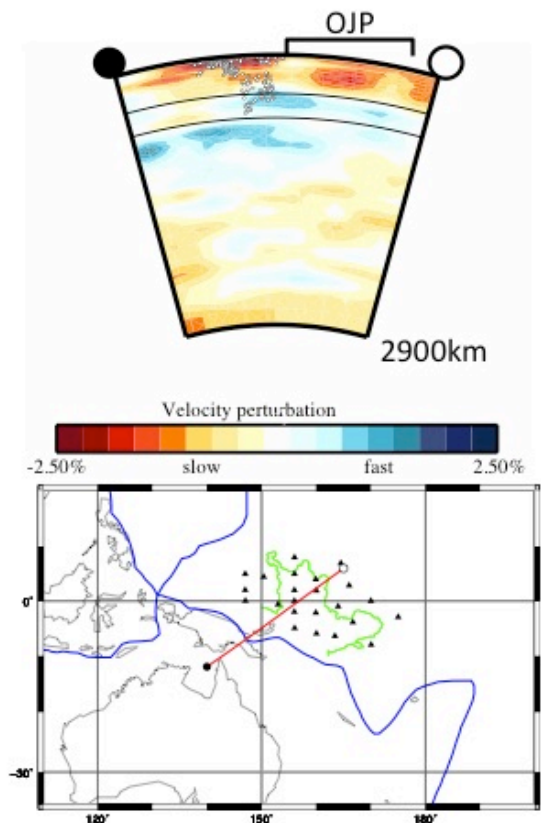 OJP
2900km
Velocity perturbation
-2.50% slow fast 2.50%
0°
-30°
120° 150° 180°